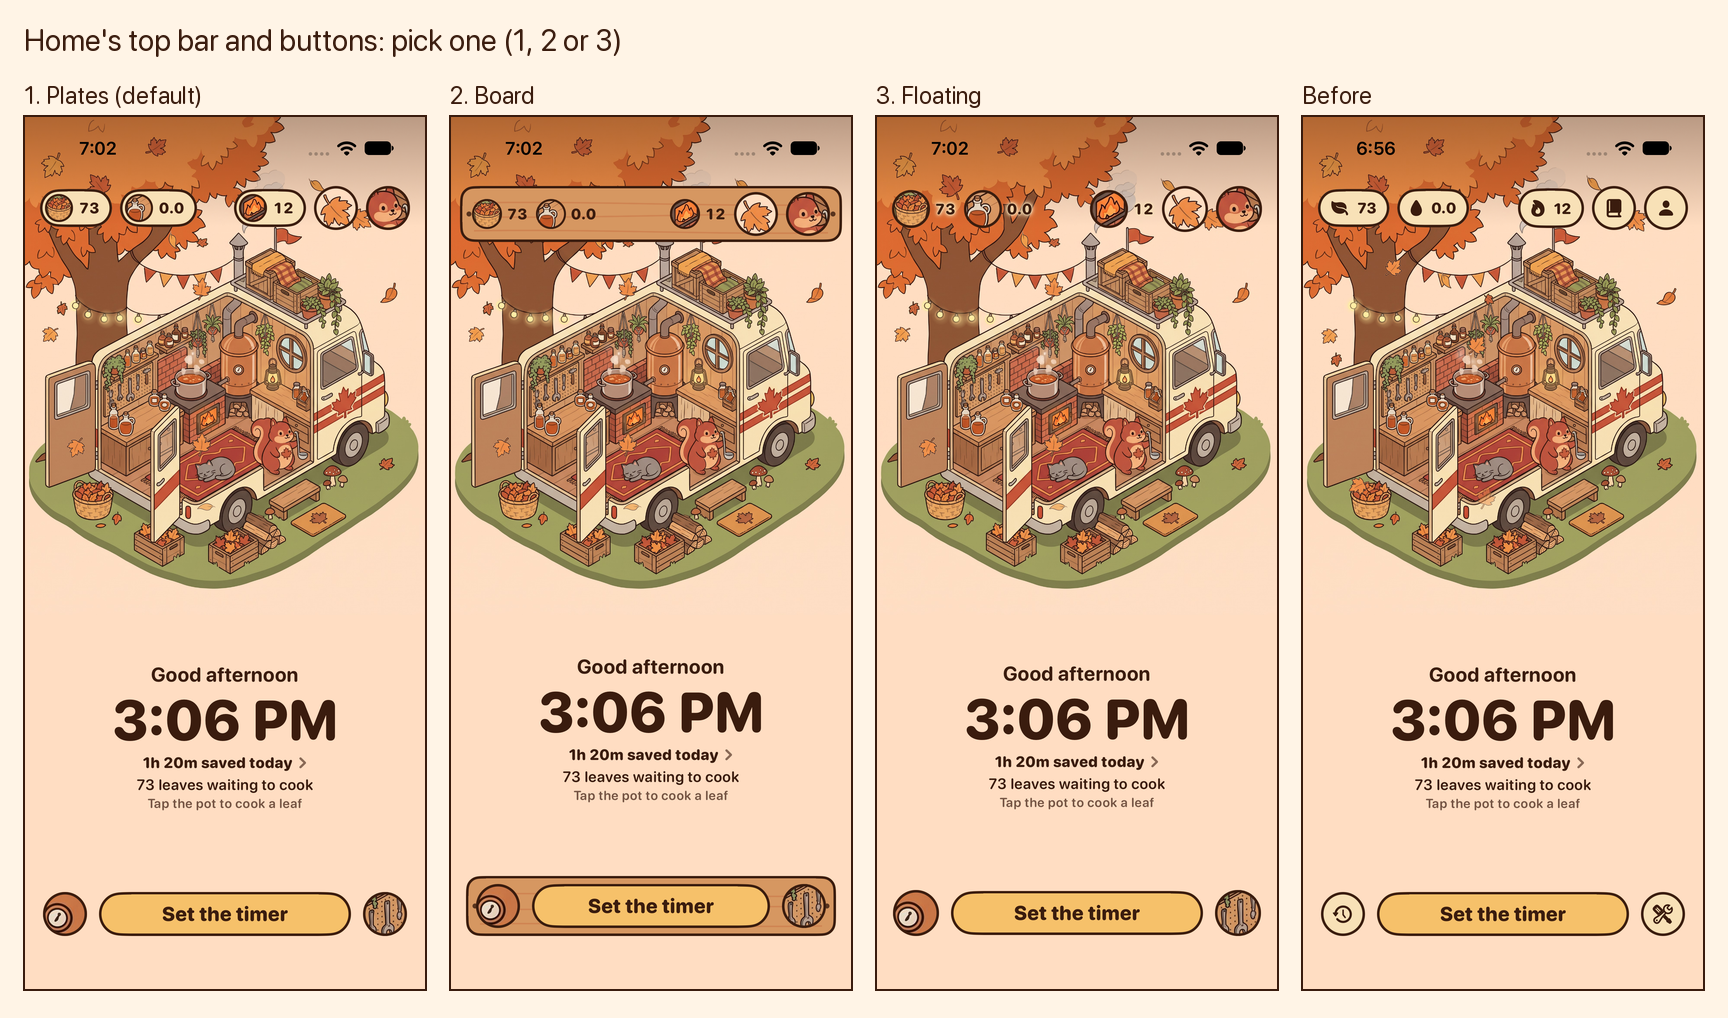 Home's top bar and buttons: pick one (1, 2 or 3)
1. Plates (default)
7:02
73
0.0
12
Good afternoon
3:06 PM
1h 20m saved today >
73 leaves waiting to cook
Tap the pot to cook a leaf
Set the timer
2. Board
7:02
73
0.0
12
Good afternoon
3:06 PM
1h 20m saved today >
73 leaves waiting to cook
Tap the pot to cook a leaf
Set the timer
3. Floating
7:02
73
0.0
12
Good afternoon
3:06 PM
1h 20m saved today >
73 leaves waiting to cook
Tap the pot to cook a leaf
Set the timer
Before
6:56
73
0.0
12
Good afternoon
3:06 PM
1h 20m saved today >
73 leaves waiting to cook
Tap the pot to cook a leaf
Set the timer